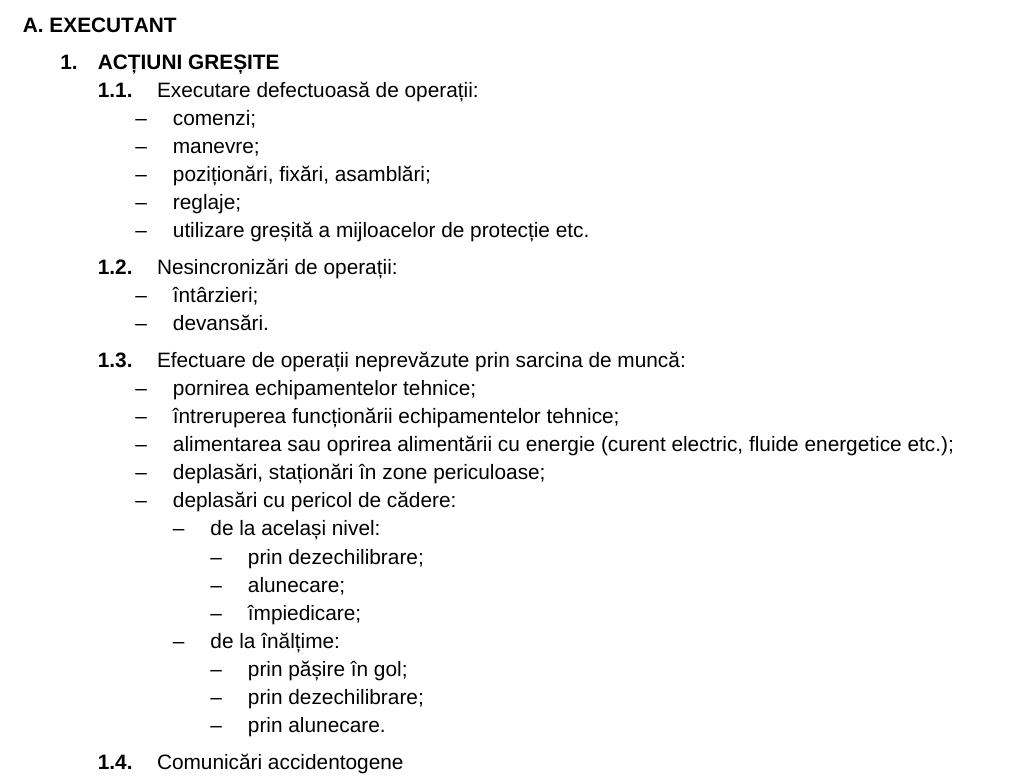 A. EXECUTANT
1. ACȚIUNI GREȘITE
1.1. Executare defectuoasă de operații:
– comenzi;
– manevre;
– poziționări, fixări, asamblări;
– reglaje;
– utilizare greșită a mijloacelor de protecție etc.
1.2. Nesincronizări de operații:
– întârzieri;
– devansări.
1.3. Efectuare de operații neprevăzute prin sarcina de muncă:
– pornirea echipamentelor tehnice;
– întreruperea funcționării echipamentelor tehnice;
– alimentarea sau oprirea alimentării cu energie (curent electric, fluide energetice etc.);
– deplasări, staționări în zone periculoase;
– deplasări cu pericol de cădere:
– de la același nivel:
– prin dezechilibrare;
– alunecare;
– împiedicare;
– de la înălțime:
– prin pășire în gol;
– prin dezechilibrare;
– prin alunecare.
1.4. Comunicări accidentogene